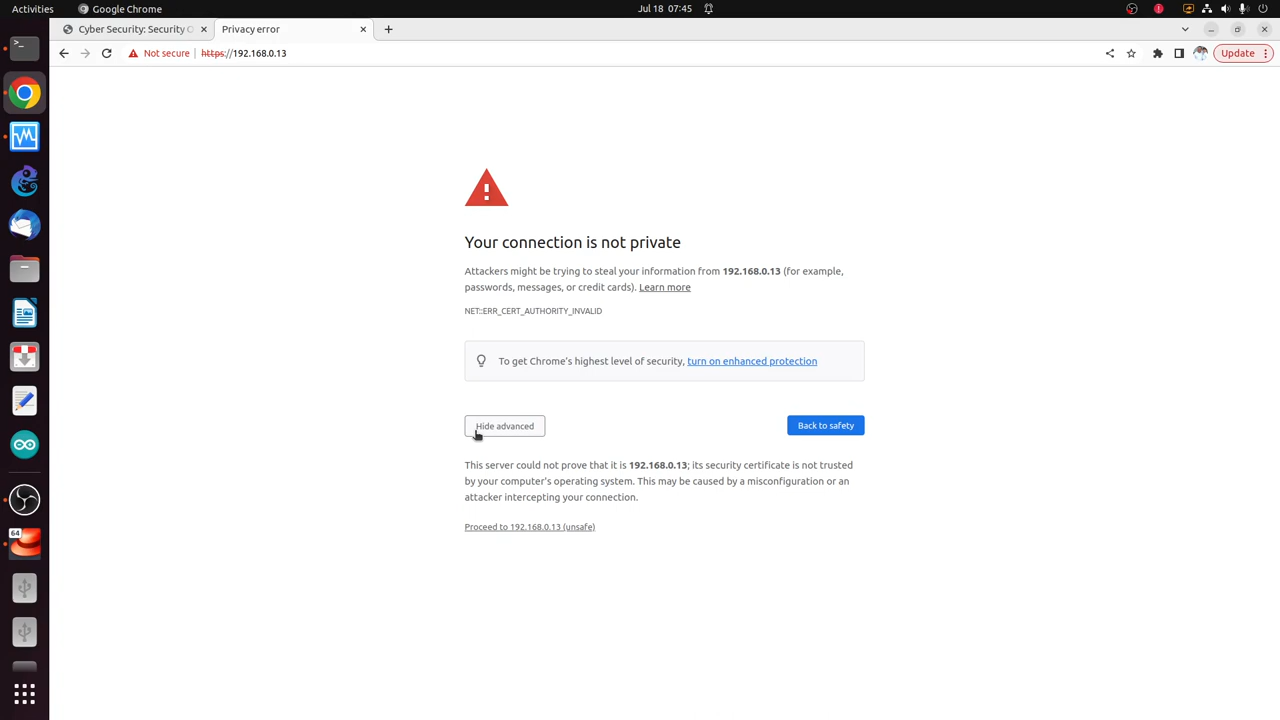 Activities
Google Chrome
Jul 18 07:45
Cyber Security: Security O
Privacy error
Not secure
https://192.168.0.13
Update
Your connection is not private
Attackers might be trying to steal your information from 192.168.0.13 (for example,
passwords, messages, or credit cards). Learn more
NET::ERR_CERT_AUTHORITY_INVALID
To get Chrome's highest level of security, turn on enhanced protection
Hide advanced
Back to safety
This server could not prove that it is 192.168.0.13; its security certificate is not trusted
by your computer's operating system. This may be caused by a misconfiguration or an
attacker intercepting your connection.
Proceed to 192.168.0.13 (unsafe)
64